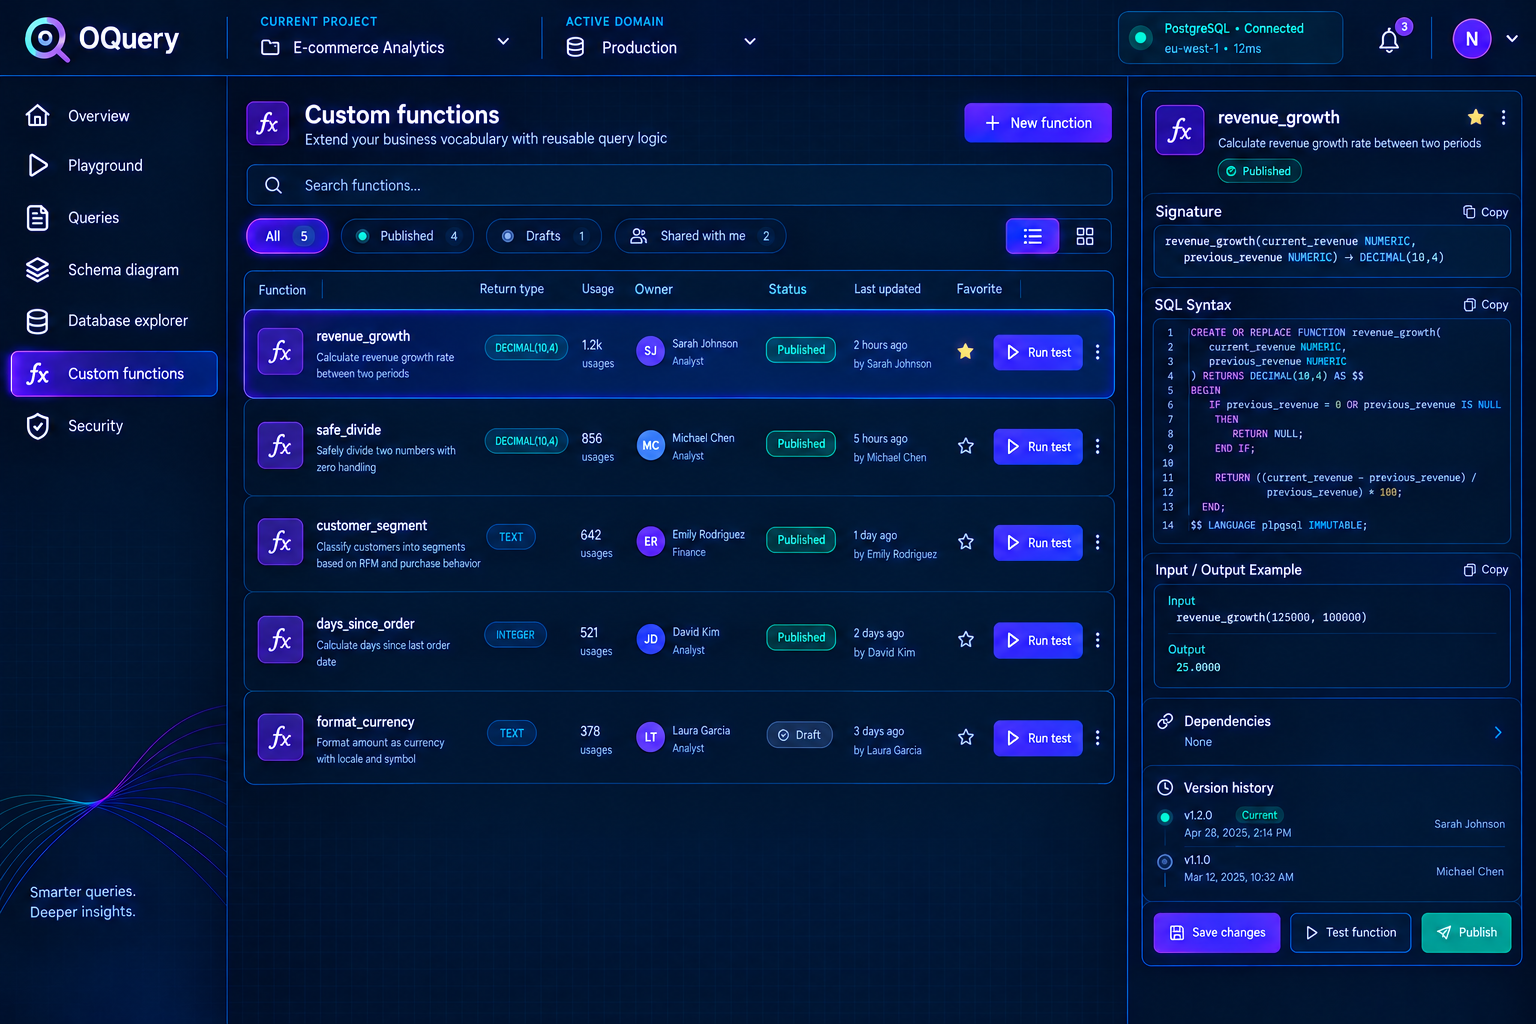 OQuery
CURRENT PROJECT
E-commerce Analytics
ACTIVE DOMAIN
Production
PostgreSQL • Connected
eu-west-1 • 12ms
3
N
Overview
Playground
Queries
Schema diagram
Database explorer
fx Custom functions
Security
Smarter queries.
Deeper insights.
fx
Custom functions
Extend your business vocabulary with reusable query logic
+ New function
Search functions...
All 5
Published 4
Drafts 1
Shared with me 2
Function Return type Usage Owner Status Last updated Favorite
fx
revenue_growth
Calculate revenue growth rate
between two periods
DECIMAL(10,4)
1.2k
usages
SJ
Sarah Johnson
Analyst
Published
2 hours ago
by Sarah Johnson
Run test
fx
safe_divide
Safely divide two numbers with
zero handling
DECIMAL(10,4)
856
usages
MC
Michael Chen
Analyst
Published
5 hours ago
by Michael Chen
Run test
fx
customer_segment
Classify customers into segments
based on RFM and purchase behavior
TEXT
642
usages
ER
Emily Rodriguez
Finance
Published
1 day ago
by Emily Rodriguez
Run test
fx
days_since_order
Calculate days since last order
date
INTEGER
521
usages
JD
David Kim
Analyst
Published
2 days ago
by David Kim
Run test
fx
format_currency
Format amount as currency
with locale and symbol
TEXT
378
usages
LT
Laura Garcia
Analyst
Draft
3 days ago
by Laura Garcia
Run test
fx
revenue_growth
Calculate revenue growth rate between two periods
Published
Signature
Copy
revenue_growth(current_revenue NUMERIC,
previous_revenue NUMERIC) → DECIMAL(10,4)
SQL Syntax
Copy
1 CREATE OR REPLACE FUNCTION revenue_growth(
2 current_revenue NUMERIC,
3 previous_revenue NUMERIC
4 ) RETURNS DECIMAL(10,4) AS $$
5 BEGIN
6 IF previous_revenue = 0 OR previous_revenue IS NULL
7 THEN
8 RETURN NULL;
9 END IF;
10
11 RETURN ((current_revenue - previous_revenue) /
12 previous_revenue) * 100;
13 END;
14 $$ LANGUAGE plpgsql IMMUTABLE;
Input / Output Example
Copy
Input
revenue_growth(125000, 100000)
Output
25.0000
Dependencies
None
Version history
v1.2.0 Current
Apr 28, 2025, 2:14 PM
Sarah Johnson
v1.1.0
Mar 12, 2025, 10:32 AM
Michael Chen
Save changes
Test function
Publish